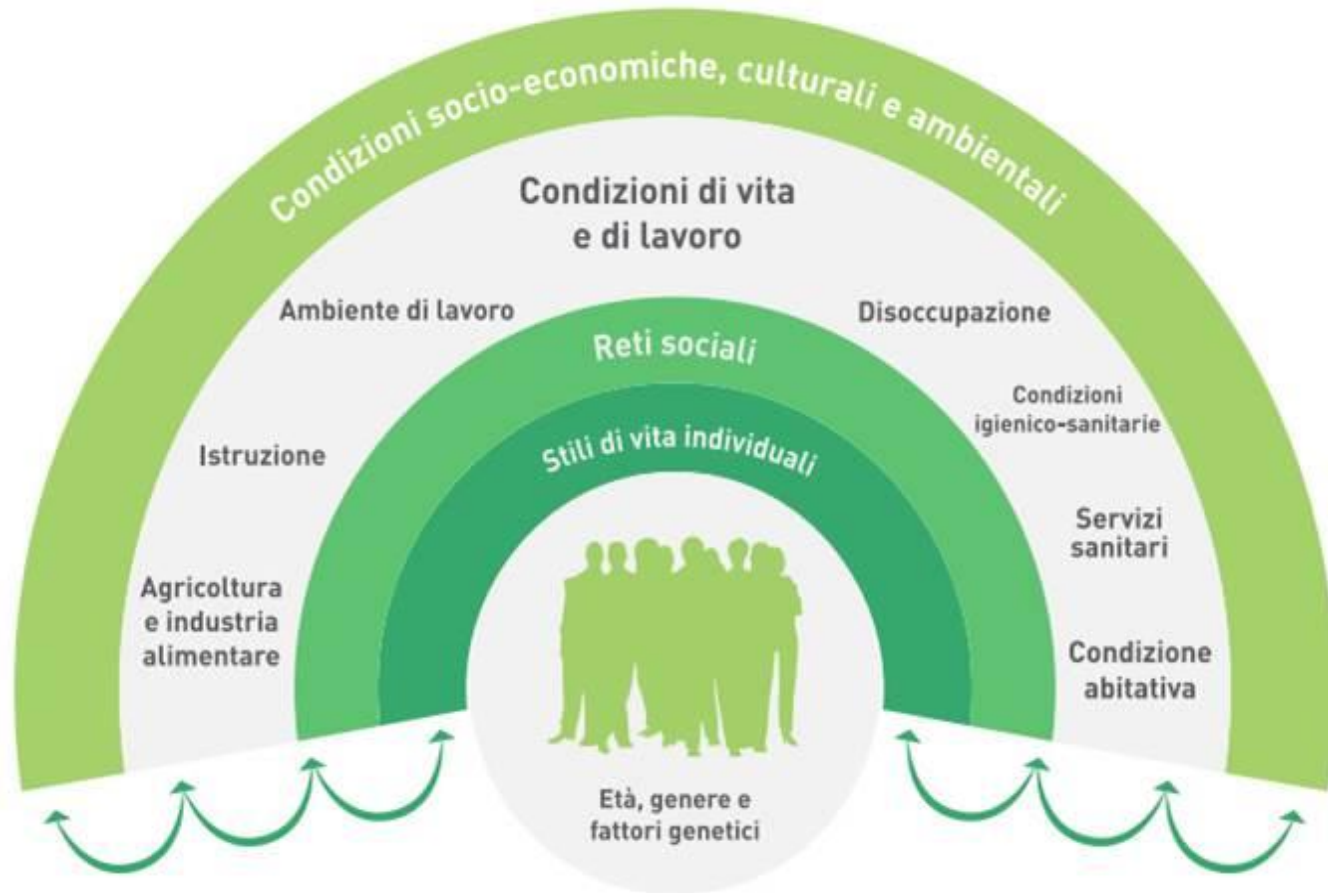 Condizioni socio-economiche, culturali e ambientali
Condizioni di vita
e di lavoro
Ambiente di lavoro
Disoccupazione
Reti sociali
Condizioni
igienico-sanitarie
Stili di vita individuali
Istruzione
Servizi
sanitari
Agricoltura
e industria
alimentare
Condizione
abitativa
Età, genere e
fattori genetici